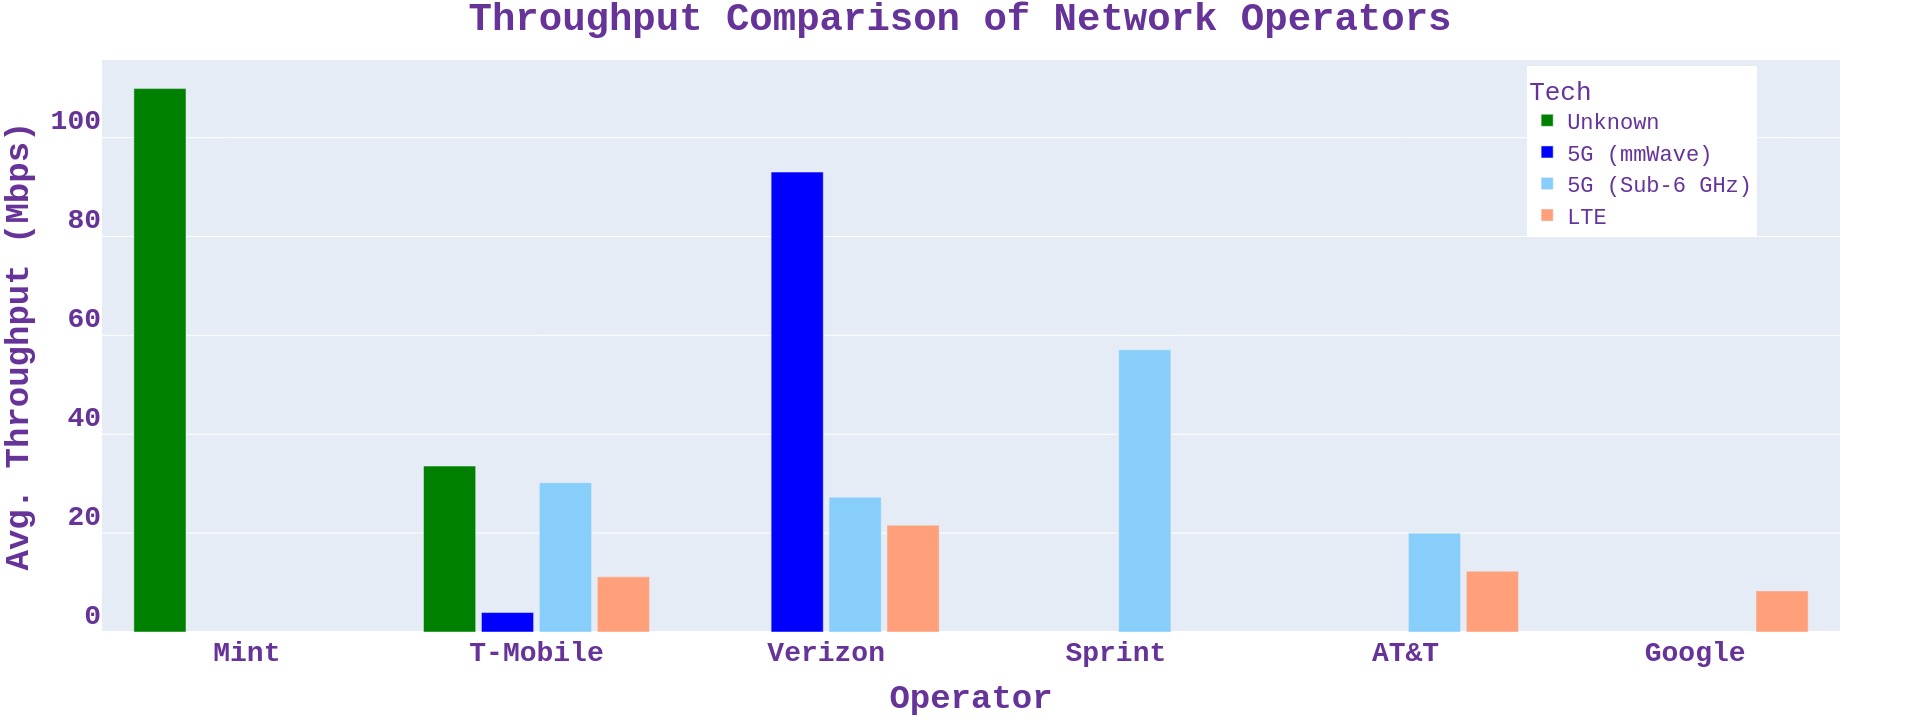 Throughput Comparison of Network Operators
Avg. Throughput (Mbps)
100
80
60
40
20
0
Tech
Unknown
5G (mmWave)
5G (Sub-6 GHz)
LTE
Mint T-Mobile Verizon Sprint AT&T Google
Operator